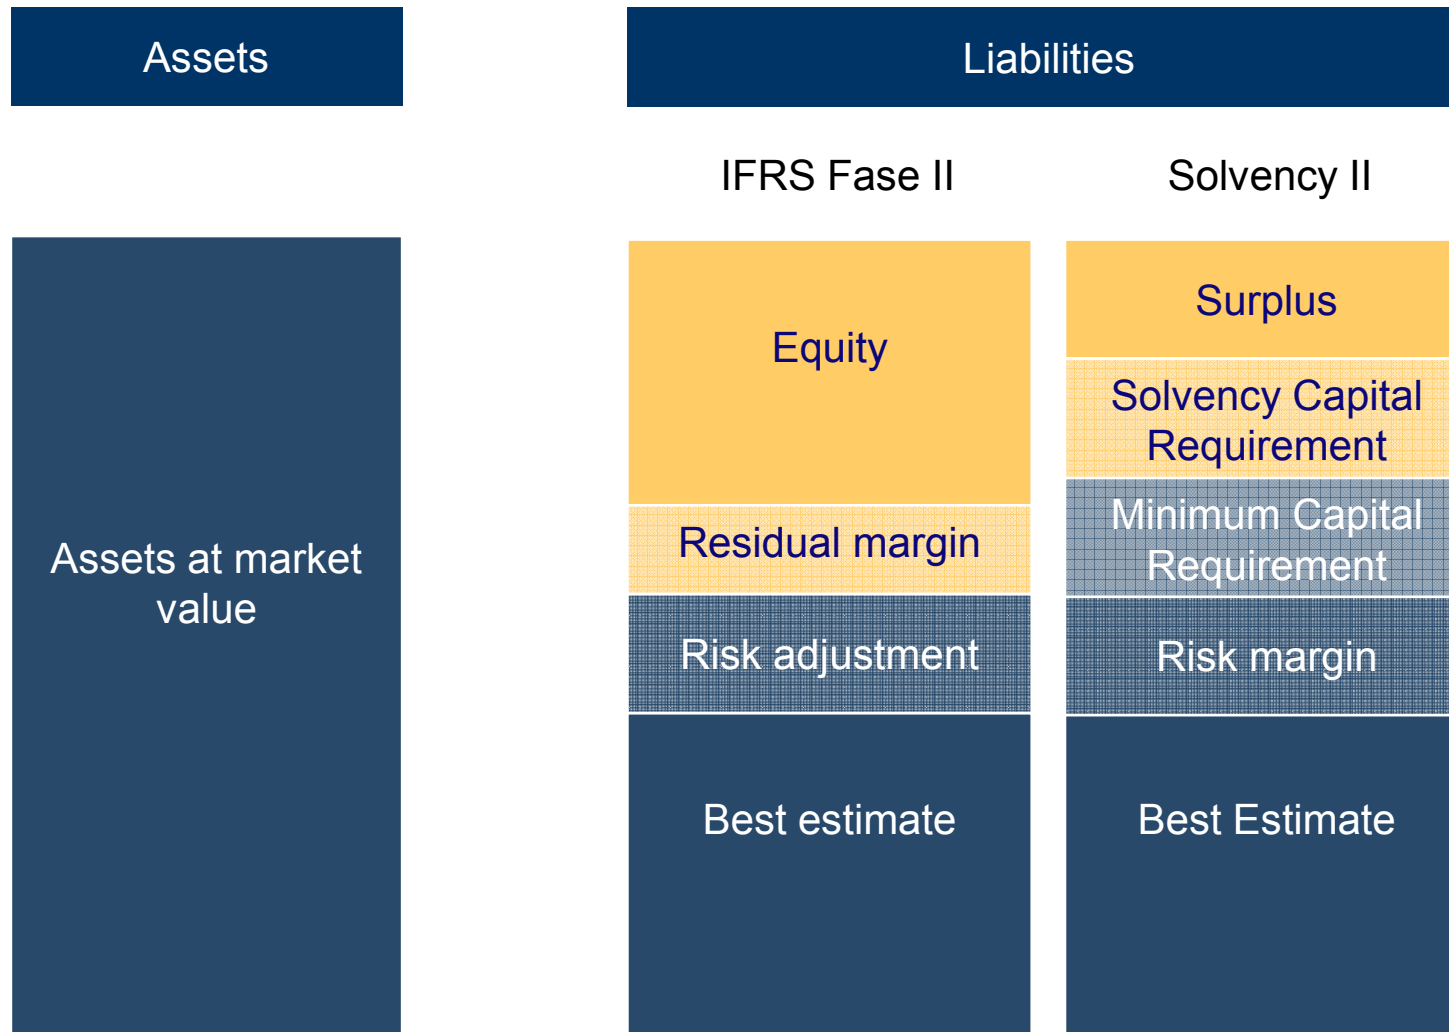 Assets
Liabilities
IFRS Fase II
Solvency II
Assets at market
value
Equity
Residual margin
Risk adjustment
Best estimate
Surplus
Solvency Capital
Requirement
Minimum Capital
Requirement
Risk margin
Best Estimate